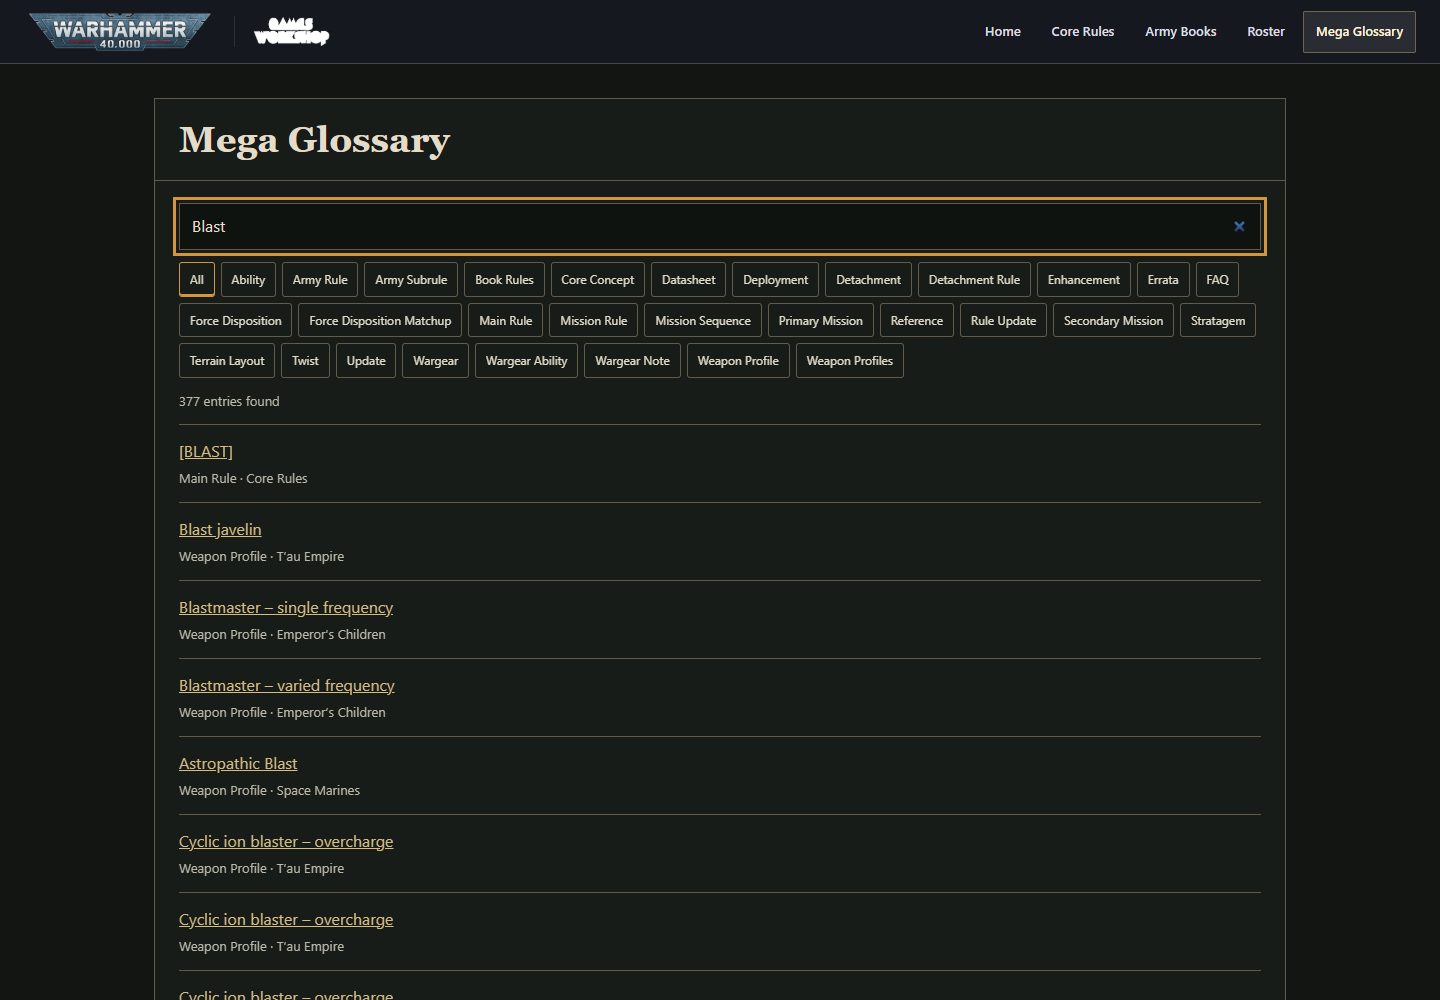 WARHAMMER
40,000
GAMES
WORKSHOP
Home
Core Rules
Army Books
Roster
Mega Glossary
Mega Glossary
Blast
All
Ability
Army Rule
Army Subrule
Book Rules
Core Concept
Datasheet
Deployment
Detachment
Detachment Rule
Enhancement
Errata
FAQ
Force Disposition
Force Disposition Matchup
Main Rule
Mission Rule
Mission Sequence
Primary Mission
Reference
Rule Update
Secondary Mission
Stratagem
Terrain Layout
Twist
Update
Wargear
Wargear Ability
Wargear Note
Weapon Profile
Weapon Profiles
377 entries found
[BLAST]
Main Rule · Core Rules
Blast javelin
Weapon Profile · T'au Empire
Blastmaster – single frequency
Weapon Profile · Emperor's Children
Blastmaster – varied frequency
Weapon Profile · Emperor's Children
Astropathic Blast
Weapon Profile · Space Marines
Cyclic ion blaster – overcharge
Weapon Profile · T'au Empire
Cyclic ion blaster – overcharge
Weapon Profile · T'au Empire
Cyclic ion blaster – overcharge